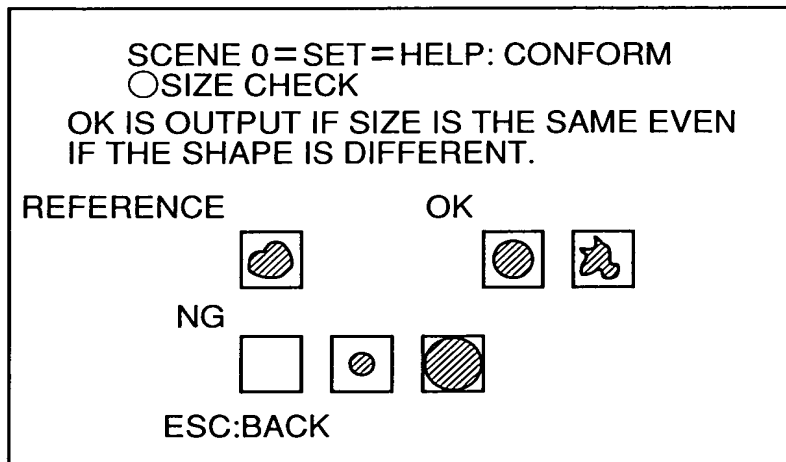 SCENE 0=SET=HELP: CONFORM
○SIZE CHECK
OK IS OUTPUT IF SIZE IS THE SAME EVEN
IF THE SHAPE IS DIFFERENT.
REFERENCE OK
NG
ESC:BACK